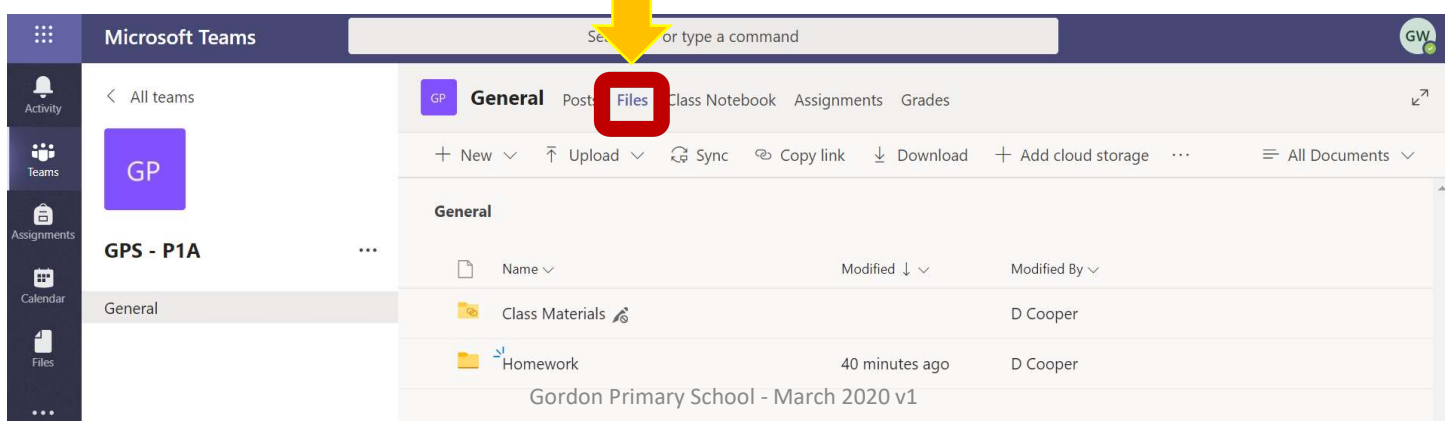 Microsoft Teams
or type a command
GW
Activity
Teams
Assignments
Calendar
Files
All teams
GP
GPS - P1A
General
GP General Posts Files Class Notebook Assignments Grades
New Upload Sync Copy link Download Add cloud storage ... All Documents
General
Name Modified Modified By
Class Materials D Cooper
Homework 40 minutes ago D Cooper
Gordon Primary School - March 2020 v1